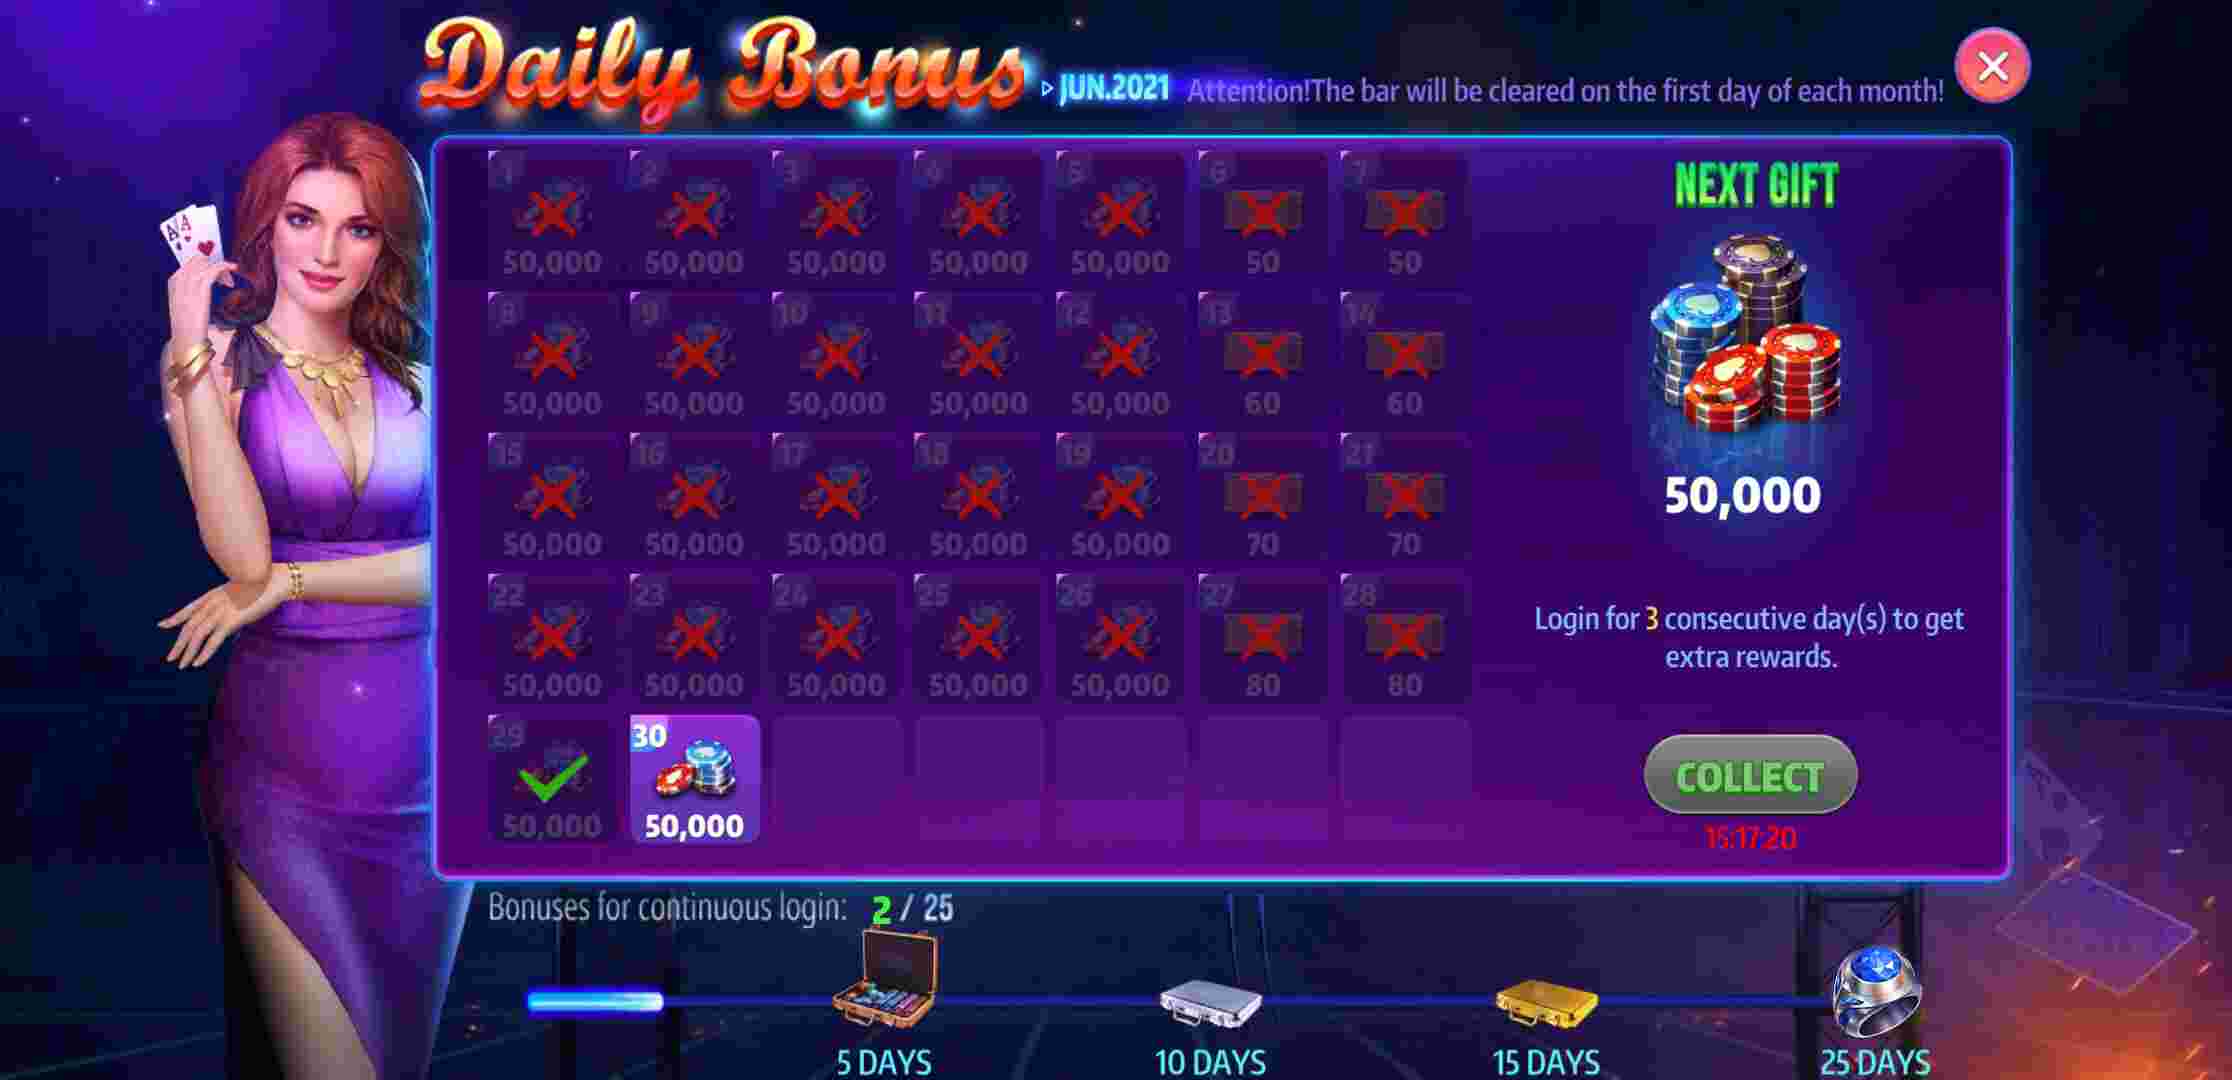 Daily Bonus
JUN.2021
Attention!The bar will be cleared on the first day of each month!
A A
NEXT GIFT
1 2 3 4 5 6 7
50,000 50,000 50,000 50,000 50,000 50 50
8 9 10 11 12 13 14
50,000 50,000 50,000 50,000 50,000 60 60
15 16 17 18 19 20 21
50,000 50,000 50,000 50,000 50,000 70 70
22 23 24 25 26 27 28
50,000 50,000 50,000 50,000 50,000 80 80
29 30
50,000 50,000
50,000
Login for 3 consecutive day(s) to get
extra rewards.
COLLECT
15:17:20
Bonuses for continuous login: 2 / 25
5 DAYS 10 DAYS 15 DAYS 25 DAYS